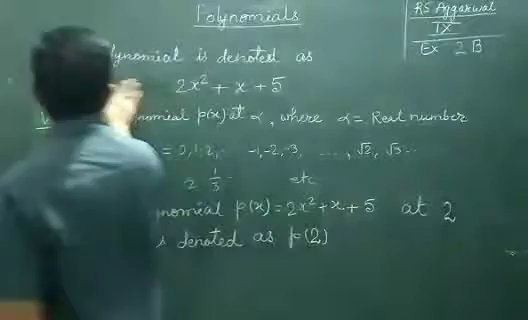 Polynomials
RS Aggarwal
IX
Ex 2B
lynomial is denoted as
2x² + x + 5
nomial p(x) at α, where α = Real number
= 0, 1, 2, -1, -2, -3, ...., √2, √3 ..
2 1/3 etc
nomial p(x) = 2x² + x + 5 at 2
s denoted as p(2)